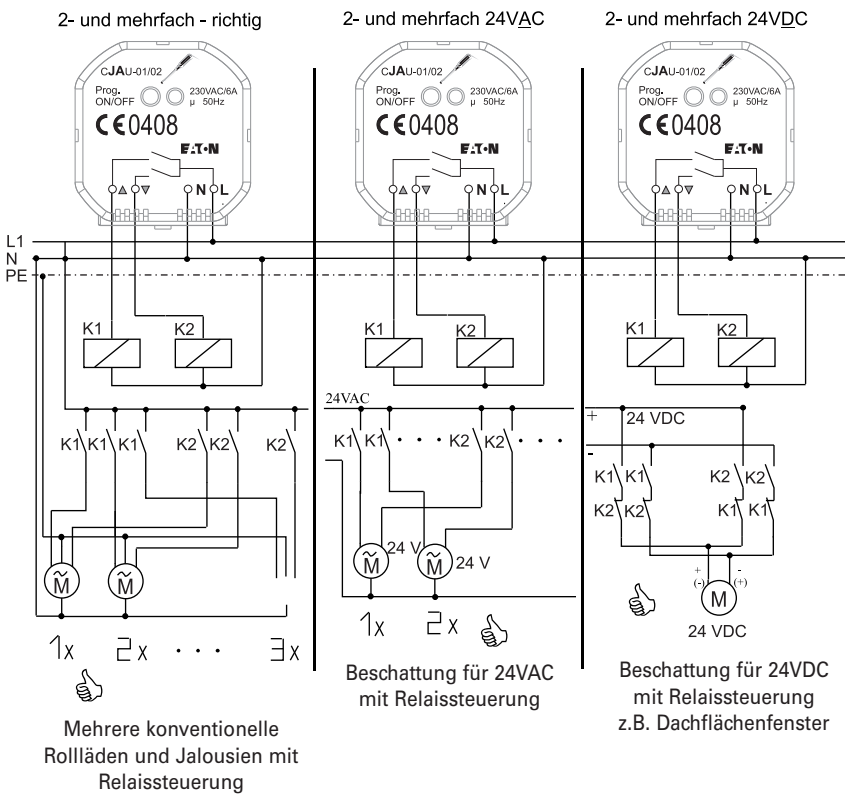 2- und mehrfach - richtig
CJAU-01/02
Prog.
ON/OFF
230VAC/6A
µ 50Hz
CE0408
EATON
N L
L1
N
PE
K1 K2
K1 K1 K1 K2 K2 K2
M M
1x 2x · · · 3x
Mehrere konventionelle
Rollläden und Jalousien mit
Relaissteuerung
2- und mehrfach 24VAC
CJAU-01/02
Prog.
ON/OFF
230VAC/6A
µ 50Hz
CE0408
EATON
N L
K1 K2
24VAC
K1 K1 · · · · K2 K2 · · ·
24 V
24 V
M M
1x 2x
Beschattung für 24VAC
mit Relaissteuerung
2- und mehrfach 24VDC
CJAU-01/02
Prog.
ON/OFF
230VAC/6A
µ 50Hz
CE0408
EATON
N L
K1 K2
+ 24 VDC
-
K1 K1 K2 K2
K2 K2 K1 K1
+ -
(-) (+)
M
24 VDC
Beschattung für 24VDC
mit Relaissteuerung
z.B. Dachflächenfenster